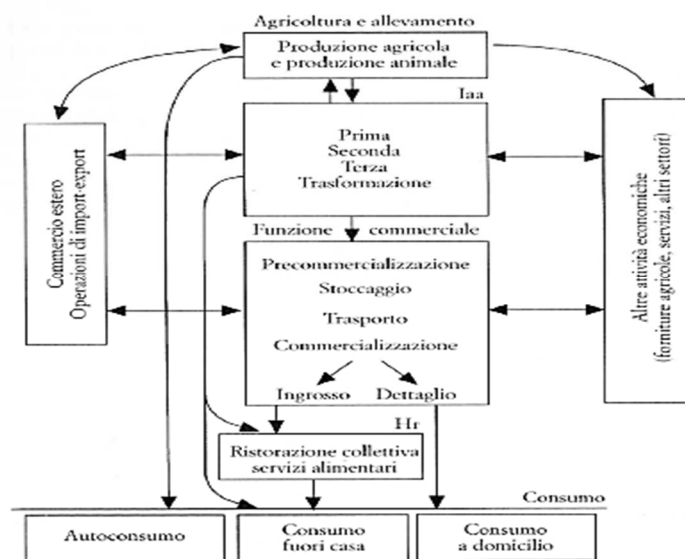 Agricoltura e allevamento
Produzione agricola
e produzione animale
Iaa
Prima
Seconda
Terza
Trasformazione
Commercio estero
Operazioni di import-export
Altre attività economiche
(forniture agricole, servizi, altri settori)
Funzione commerciale
Precommercializzazione
Stoccaggio
Trasporto
Commercializzazione
Ingrosso Dettaglio
Hr
Ristorazione collettiva
servizi alimentari
Consumo
Autoconsumo
Consumo
fuori casa
Consumo
a domicilio